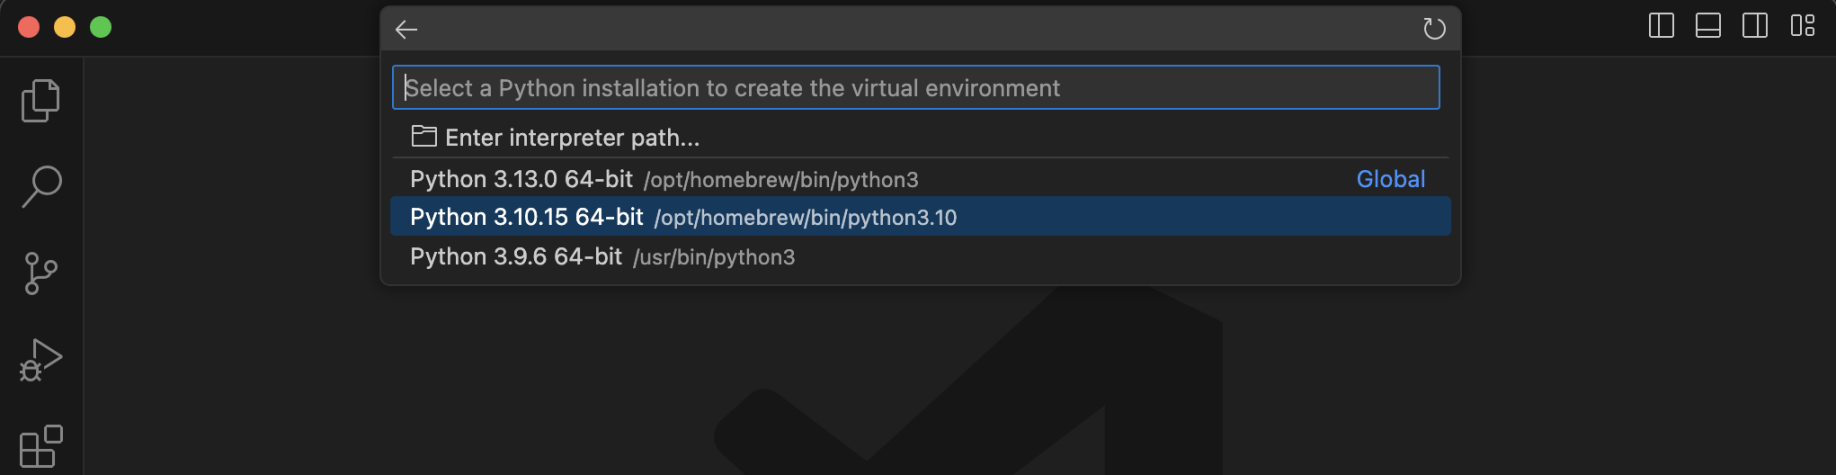 Select a Python installation to create the virtual environment
Enter interpreter path...
Python 3.13.0 64-bit /opt/homebrew/bin/python3 Global
Python 3.10.15 64-bit /opt/homebrew/bin/python3.10
Python 3.9.6 64-bit /usr/bin/python3